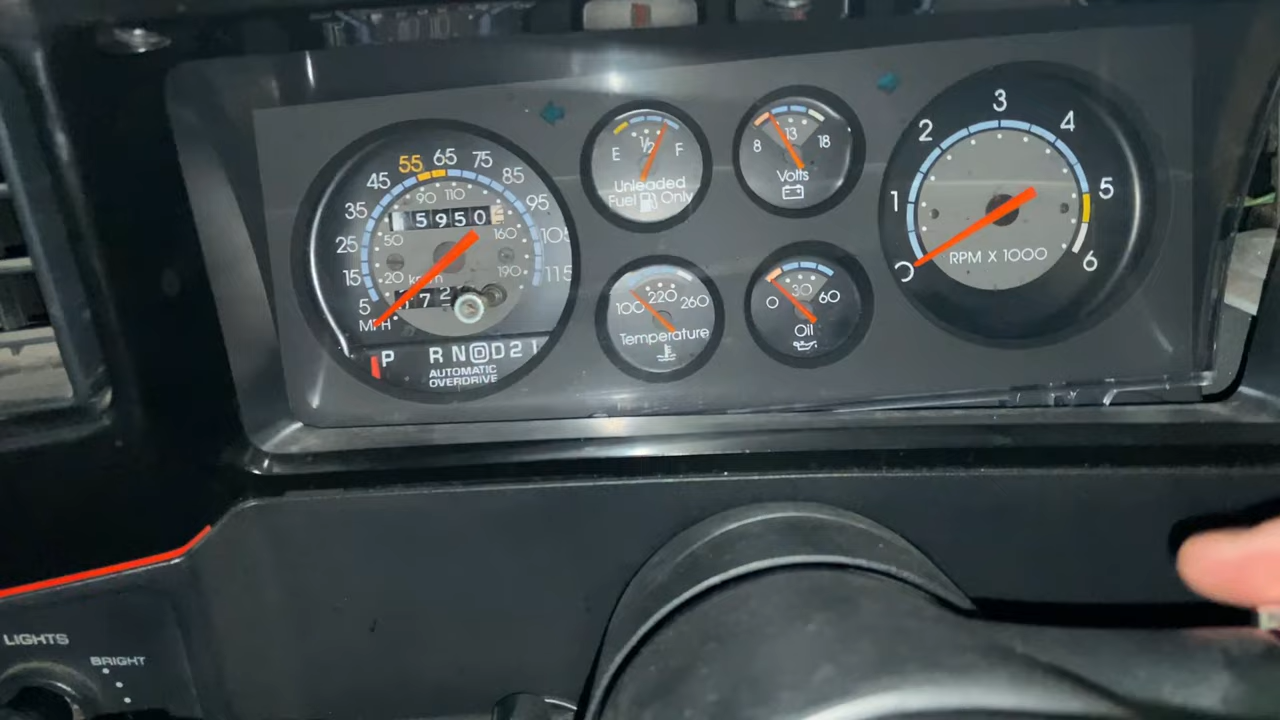 5 15 25 35 45 55 65 75 85 95 105 115
20 50 90 110 160 190
km/h
5950
72
MPH
P R N D D 2 1
AUTOMATIC
OVERDRIVE
E 1/2 F
Unleaded
Fuel Only
8 13 18
Volts
100 220 260
Temperature
0 30 60
Oil
0 1 2 3 4 5 6
RPM X 1000
LIGHTS
BRIGHT